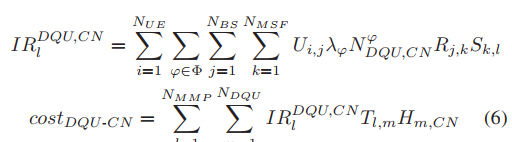 $IR_l^{DQU,CN} = \sum_{i=1}^{N_{UE}} \sum_{\varphi \in \Phi} \sum_{j=1}^{N_{BS}} \sum_{k=1}^{N_{MSF}} U_{i,j} \lambda_\varphi N_{DQU,CN}^{\varphi} R_{j,k} S_{k,l}$
$cost_{DQU\text{-}CN} = \sum^{N_{MMP}} \sum^{N_{DQU}} IR_l^{DQU,CN} T_{l,m} H_{m,CN} \quad (6)$